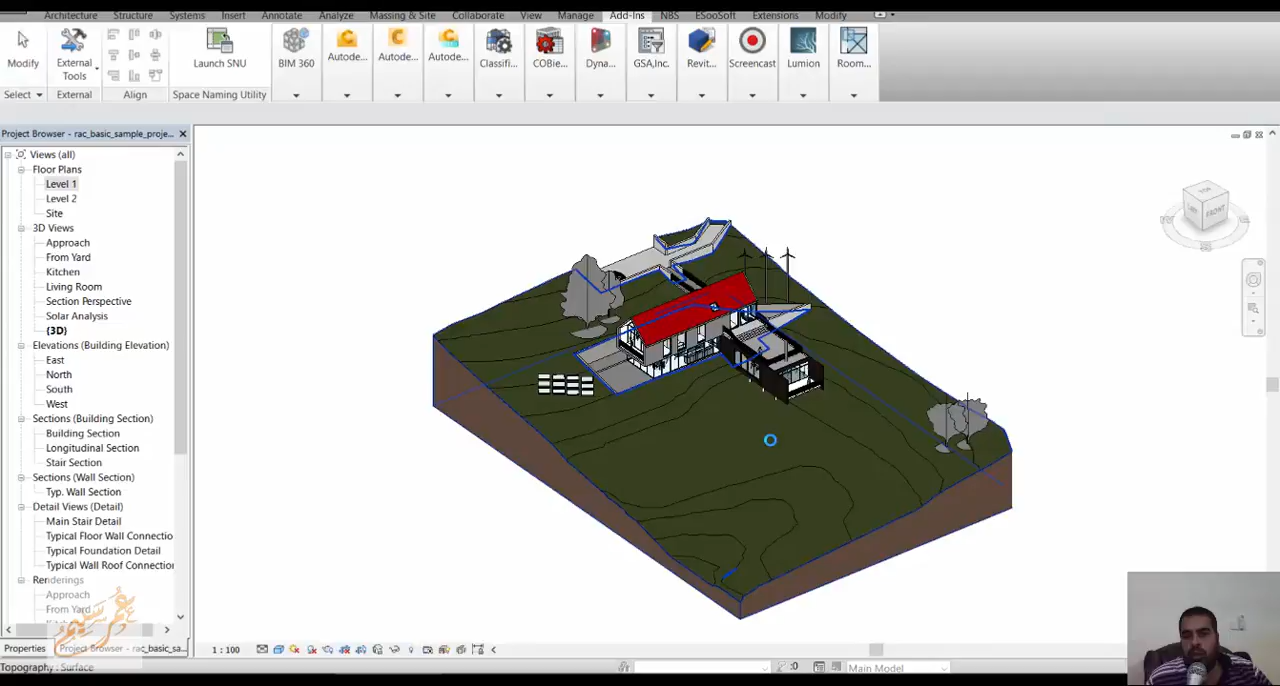 Architecture Structure Systems Insert Annotate Analyze Massing & Site Collaborate View Manage Add-Ins NBS ESooSoft Extensions Modify
Modify External Tools Launch SNU BIM 360 Autode... Autode... Autode... Classifi... COBie... Dyna... GSA,Inc. Revit... Screencast Lumion Room...
Select External Align Space Naming Utility
Project Browser - rac_basic_sample_proje...
Views (all)
Floor Plans
Level 1
Level 2
Site
3D Views
Approach
From Yard
Kitchen
Living Room
Section Perspective
Solar Analysis
{3D}
Elevations (Building Elevation)
East
North
South
West
Sections (Building Section)
Building Section
Longitudinal Section
Stair Section
Sections (Wall Section)
Typ. Wall Section
Detail Views (Detail)
Main Stair Detail
Typical Floor Wall Connectio
Typical Foundation Detail
Typical Wall Roof Connection
Renderings
Approach
From Yard
TOP
FRONT
Properties Project Browser - rac_basic_sa...
1 : 100
Topography : Surface
:0 Main Model